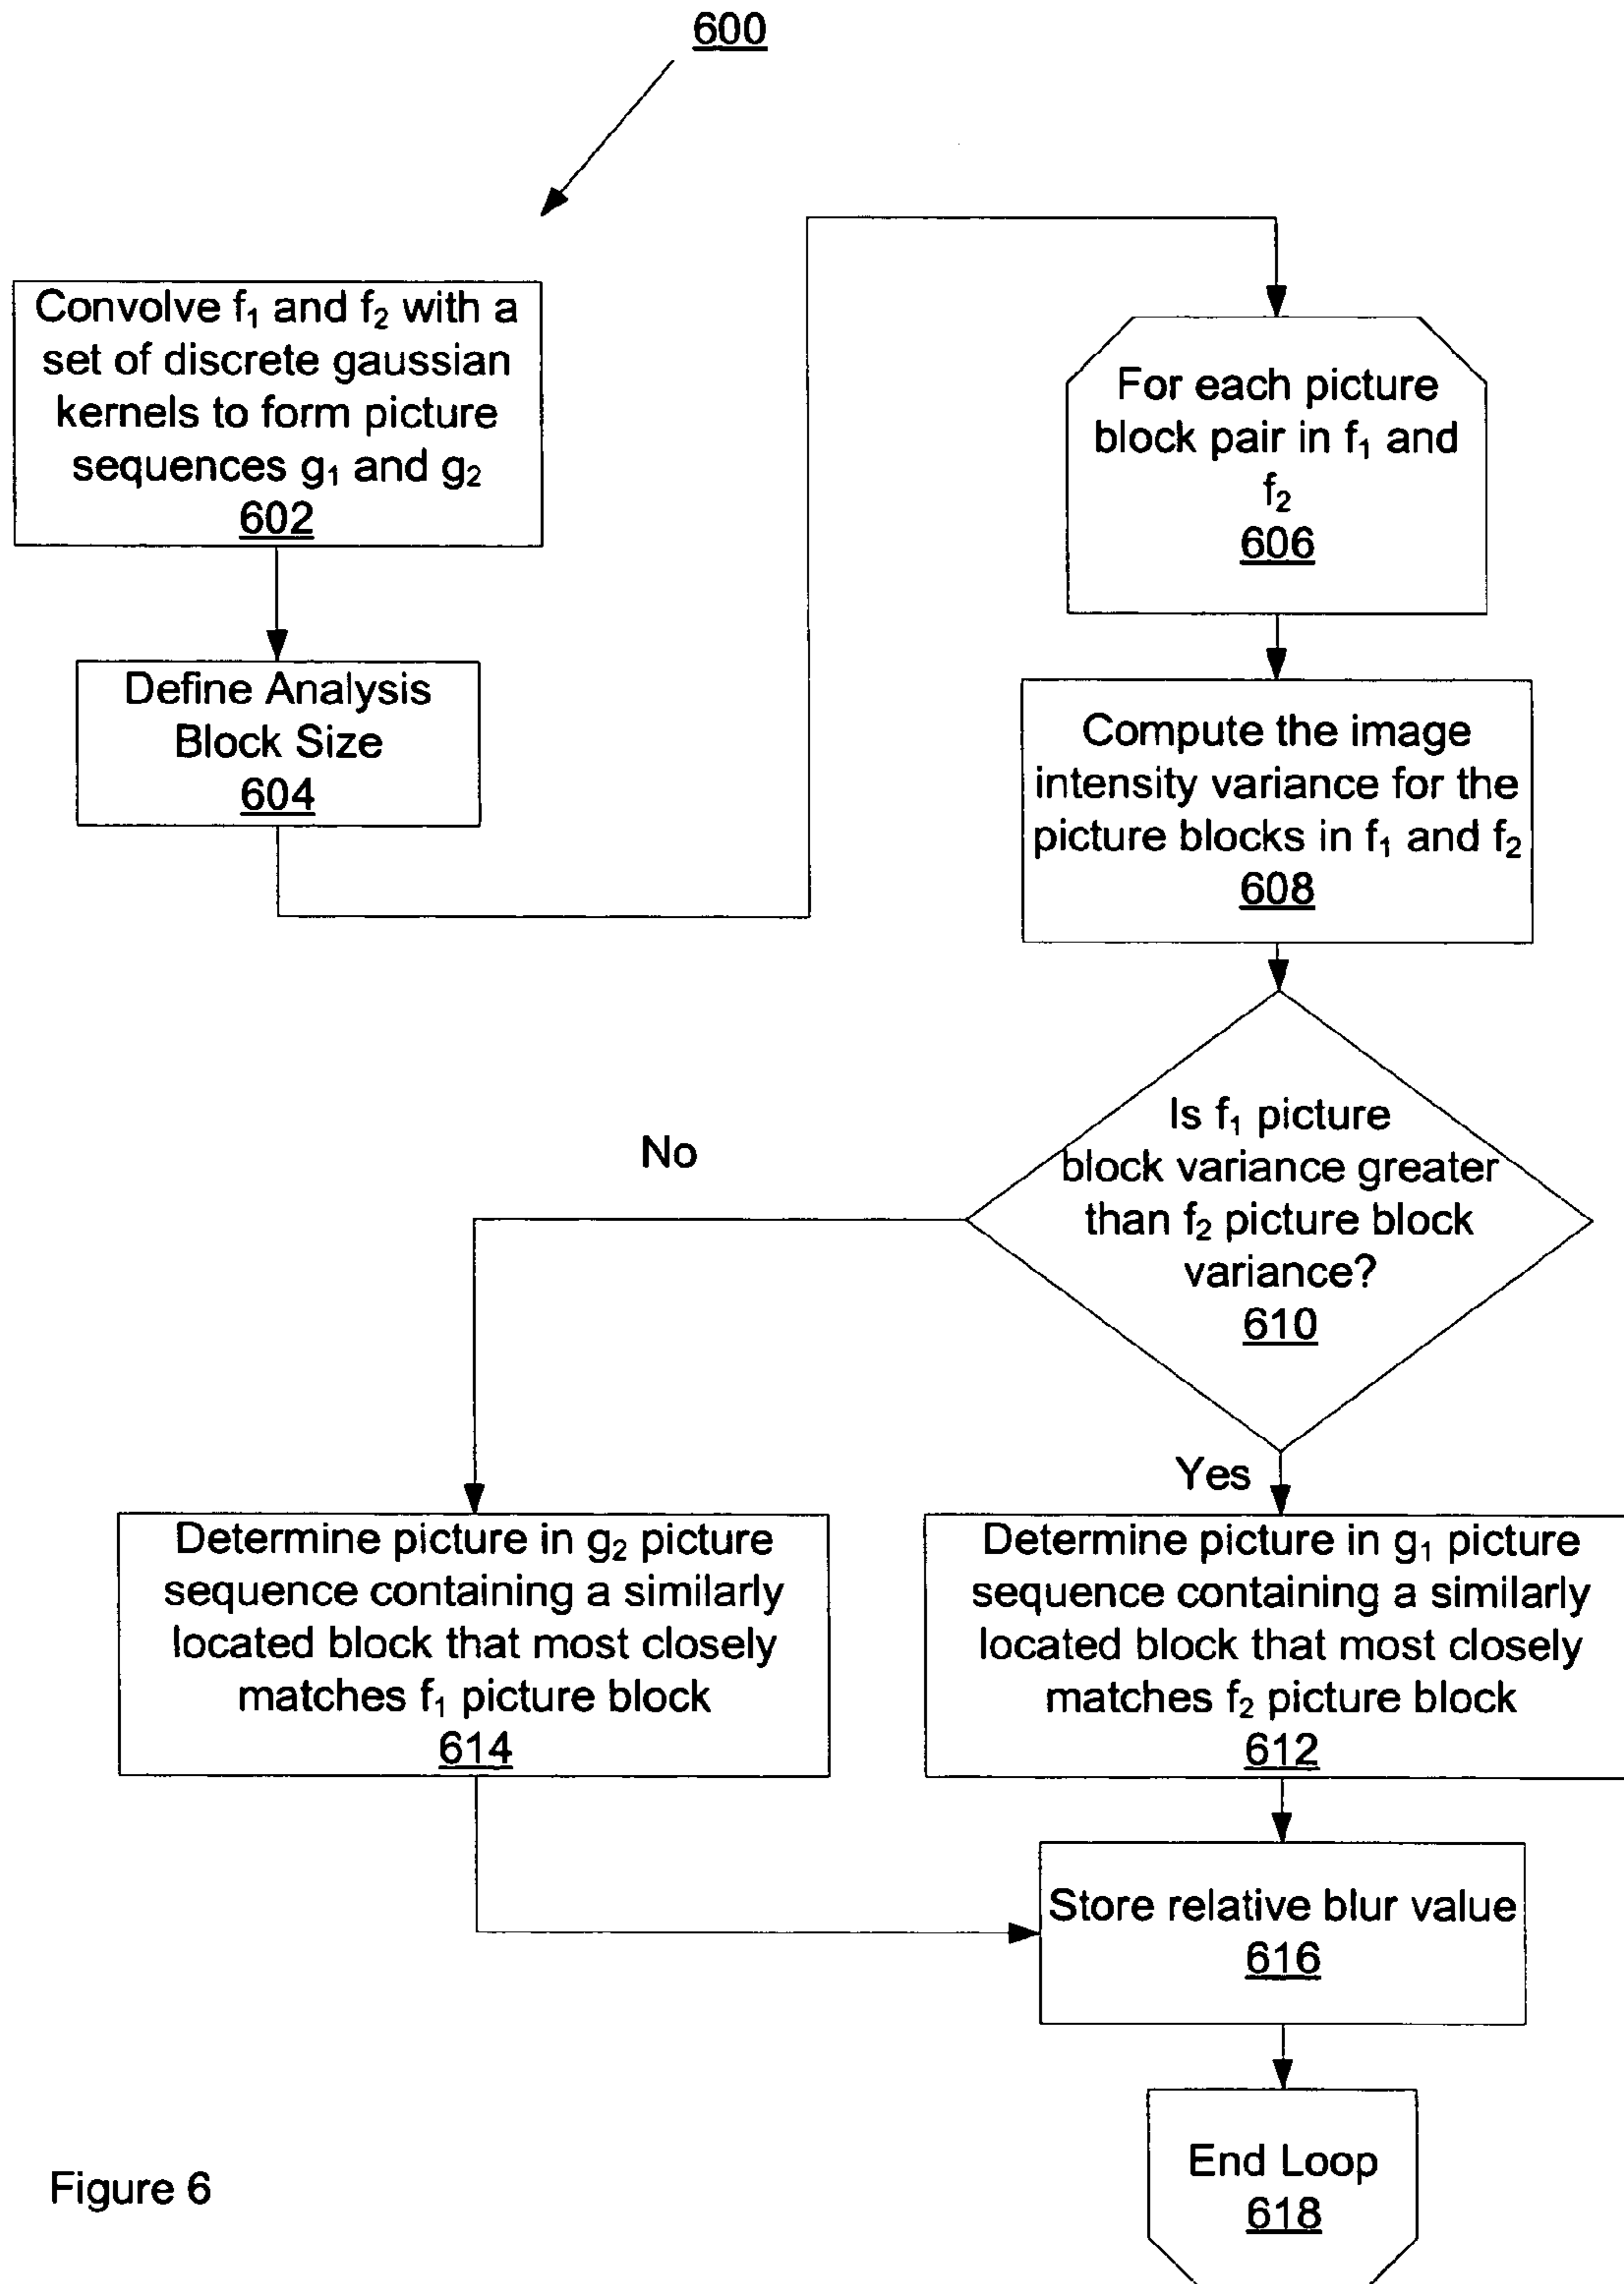 600
Convolve f₁ and f₂ with a
set of discrete gaussian
kernels to form picture
sequences g₁ and g₂
602
Define Analysis
Block Size
604
For each picture
block pair in f₁ and
f₂
606
Compute the image
intensity variance for the
picture blocks in f₁ and f₂
608
Is f₁ picture
block variance greater
than f₂ picture block
variance?
610
No
Yes
Determine picture in g₂ picture
sequence containing a similarly
located block that most closely
matches f₁ picture block
614
Determine picture in g₁ picture
sequence containing a similarly
located block that most closely
matches f₂ picture block
612
Store relative blur value
616
End Loop
618
Figure 6